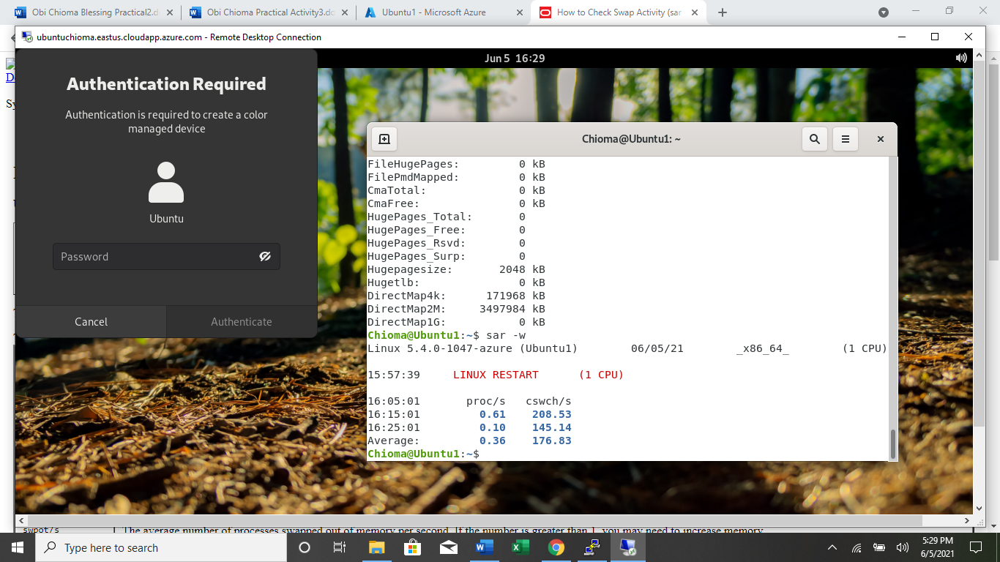 Obi Chioma Blessing Practical2.d
Obi Chioma Practical Activity3.do
Ubuntu1 - Microsoft Azure
How to Check Swap Activity (sar
ubuntuchioma.eastus.cloudapp.azure.com - Remote Desktop Connection
Jun 5 16:29
Authentication Required
Authentication is required to create a color
managed device
Ubuntu
Password
Cancel
Authenticate
Chioma@Ubuntu1: ~
FileHugePages: 0 kB
FilePmdMapped: 0 kB
CmaTotal: 0 kB
CmaFree: 0 kB
HugePages_Total: 0
HugePages_Free: 0
HugePages_Rsvd: 0
HugePages_Surp: 0
Hugepagesize: 2048 kB
Hugetlb: 0 kB
DirectMap4k: 171968 kB
DirectMap2M: 3497984 kB
DirectMap1G: 0 kB
Chioma@Ubuntu1:~$ sar -w
Linux 5.4.0-1047-azure (Ubuntu1) 06/05/21 _x86_64_ (1 CPU)
15:57:39 LINUX RESTART (1 CPU)
16:05:01 proc/s cswch/s
16:15:01 0.61 208.53
16:25:01 0.10 145.14
Average: 0.36 176.83
Chioma@Ubuntu1:~$
swpot/s The average number of processes swapped out of memory per second. If the number is greater than 1, you may need to increase memory.
Type here to search
5:29 PM
6/5/2021